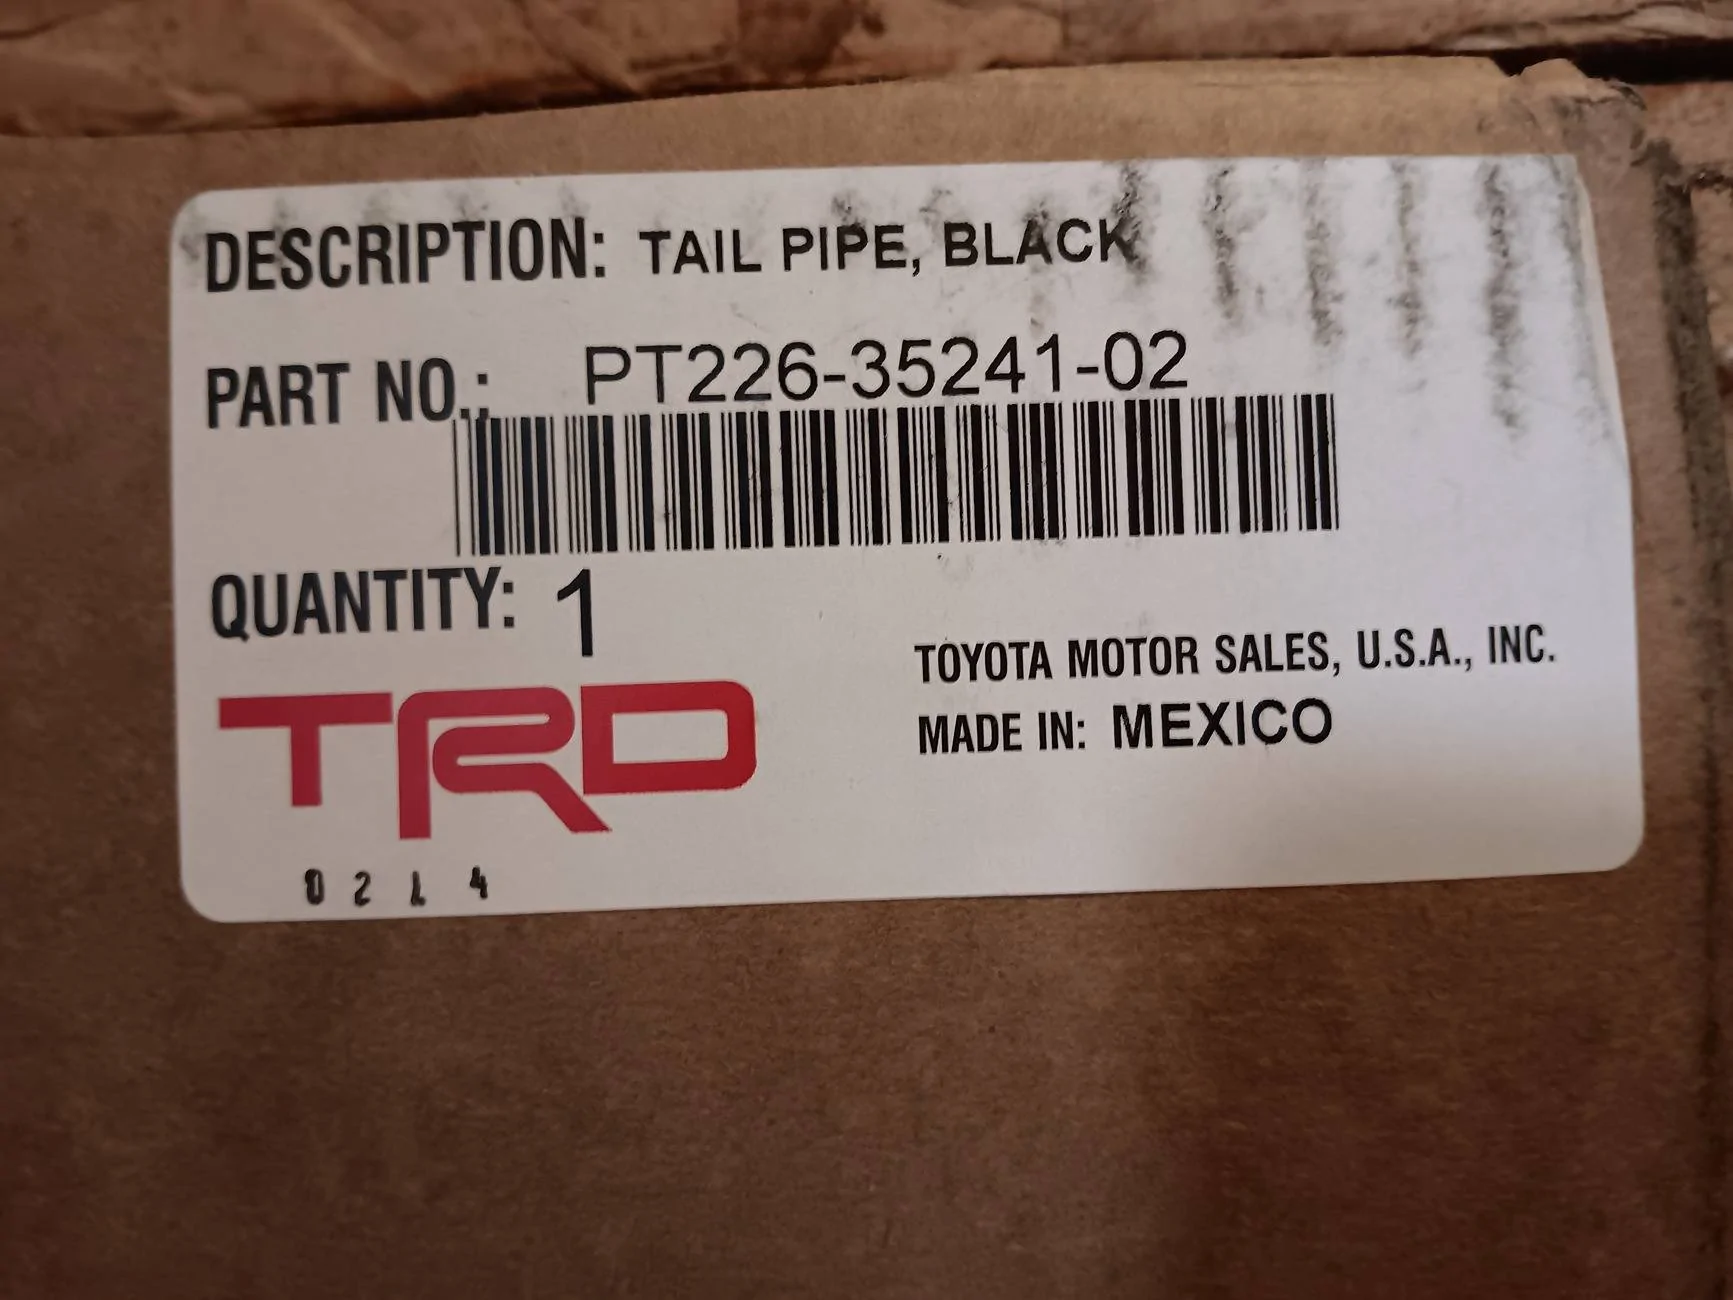 DESCRIPTION: TAIL PIPE, BLACK
PART NO.: PT226-35241-02
QUANTITY: 1
TOYOTA MOTOR SALES, U.S.A., INC.
MADE IN: MEXICO
TRD